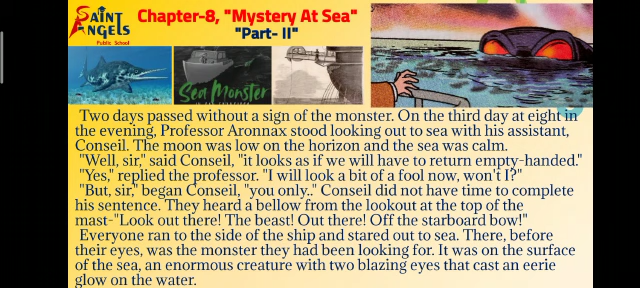 SAINT ANGELS
Public School
Chapter-8, "Mystery At Sea"
"Part- II"
Sea Monster
Two days passed without a sign of the monster. On the third day at eight in
the evening, Professor Aronnax stood looking out to sea with his assistant,
Conseil. The moon was low on the horizon and the sea was calm.
"Well, sir," said Conseil, "it looks as if we will have to return empty-handed."
"Yes," replied the professor. "I will look a bit of a fool now, won't I?"
"But, sir," began Conseil, "you only.." Conseil did not have time to complete
his sentence. They heard a bellow from the lookout at the top of the
mast-"Look out there! The beast! Out there! Off the starboard bow!"
Everyone ran to the side of the ship and stared out to sea. There, before
their eyes, was the monster they had been looking for. It was on the surface
of the sea, an enormous creature with two blazing eyes that cast an eerie
glow on the water.